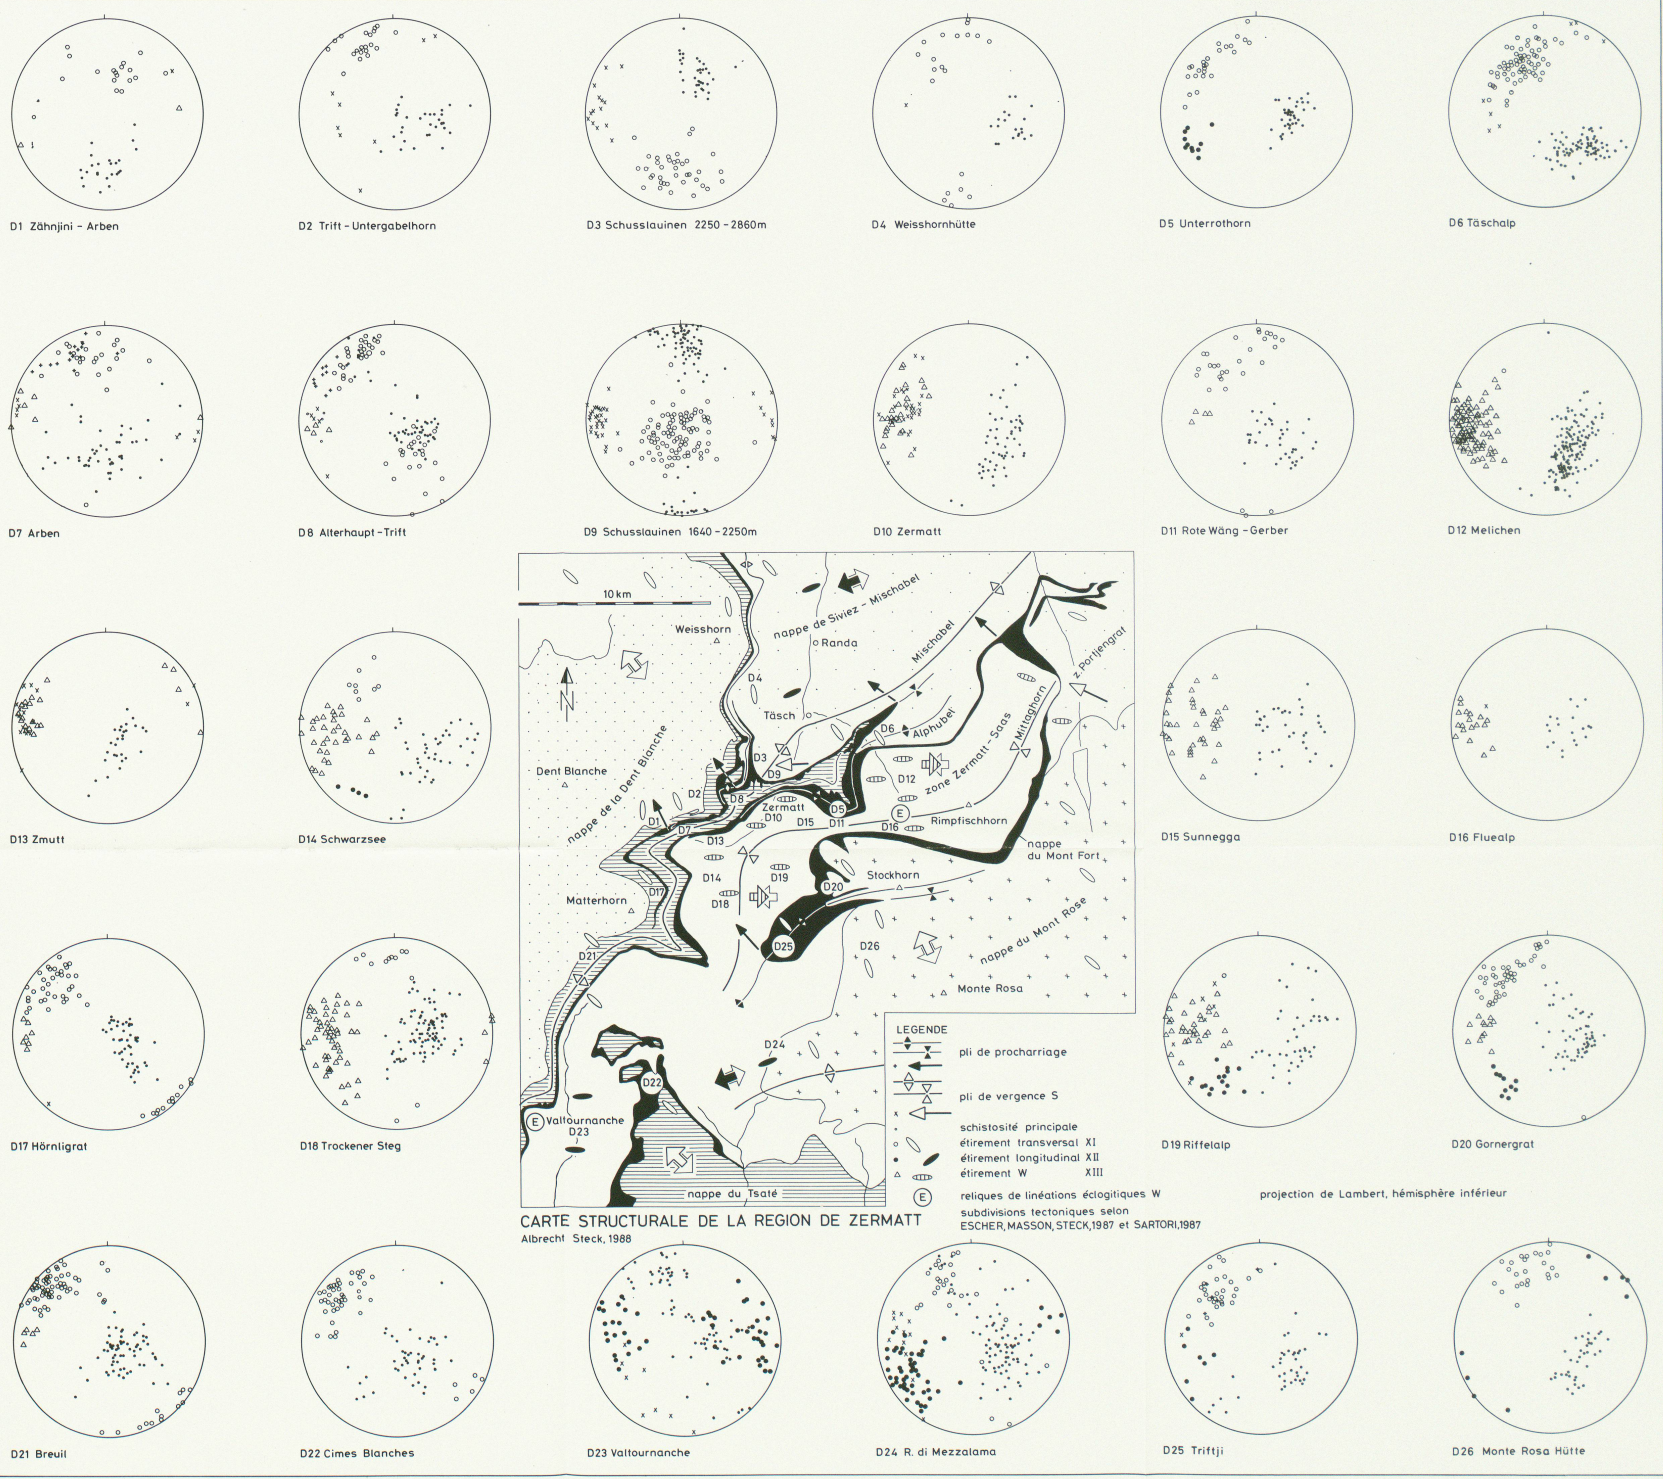 D1 Zähnjini - Arben
D2 Trift - Untergabelhorn
D3 Schusslauinen 2250 - 2860m
D4 Weisshornhütte
D5 Unterrothorn
D6 Täschalp
D7 Arben
D8 Alterhaupt - Trift
D9 Schusslauinen 1640 - 2250m
D10 Zermatt
D11 Rote Wäng - Gerber
D12 Melichen
10 km
Weisshorn
nappe de Siviez - Mischabel
Randa
Mischabel
z. Portjengrat
N
D4
Täsch
D6
Alphubel
Mittaghorn
zone Zermatt - Saas
nappe de la Dent Blanche
Dent Blanche
D3
D9
D12
D2
D8
Zermatt
D10
D5
E
D1
D7
D15
D11
D16
Rimpfischhorn
D13
nappe
du Mont Fort
D14
D19
D20
Stockhorn
D17
D18
Matterhorn
D25
D26
nappe du Mont Rose
D21
Monte Rosa
D24
D22
E
Valtournanche
D23
nappe du Tsaté
D13 Zmutt
D14 Schwarzsee
D15 Sunnegga
D16 Fluealp
D17 Hörnligrat
D18 Trockener Steg
D19 Riffelalp
D20 Gornergrat
LEGENDE
pli de procharriage
pli de vergence S
schistosité principale
étirement transversal XI
étirement longitudinal XII
étirement W XIII
E
reliques de linéations éclogitiques W
subdivisions tectoniques selon
ESCHER, MASSON, STECK, 1987 et SARTORI, 1987
projection de Lambert, hémisphère inférieur
CARTE STRUCTURALE DE LA REGION DE ZERMATT
Albrecht Steck, 1988
D21 Breuil
D22 Cimes Blanches
D23 Valtournanche
D24 R. di Mezzalama
D25 Triftji
D26 Monte Rosa Hütte